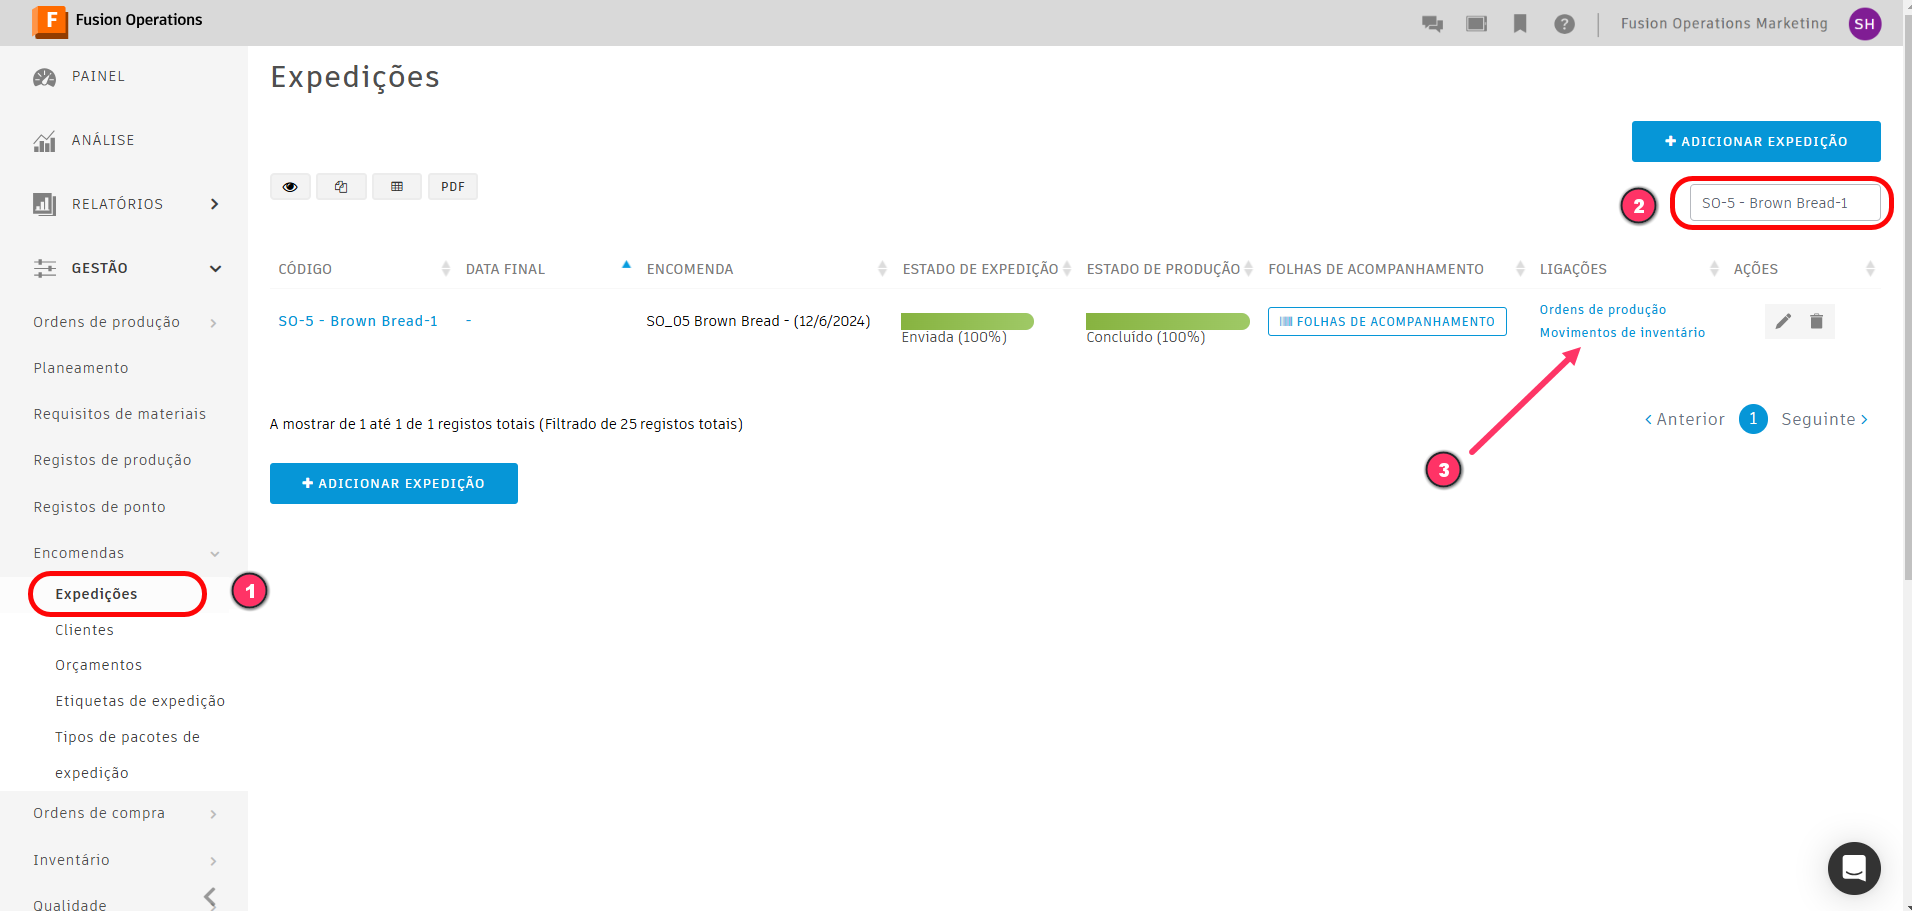 F
Fusion Operations
?
Fusion Operations Marketing
SH
PAINEL
ANÁLISE
RELATÓRIOS
GESTÃO
Ordens de produção
Planeamento
Requisitos de materiais
Registos de produção
Registos de ponto
Encomendas
Expedições
1
Clientes
Orçamentos
Etiquetas de expedição
Tipos de pacotes de
expedição
Ordens de compra
Inventário
Qualidade
Expedições
ADICIONAR EXPEDIÇÃO
PDF
2
SO-5 - Brown Bread-1
CÓDIGO DATA FINAL ENCOMENDA ESTADO DE EXPEDIÇÃO ESTADO DE PRODUÇÃO FOLHAS DE ACOMPANHAMENTO LIGAÇÕES AÇÕES
SO-5 - Brown Bread-1 - SO_05 Brown Bread - (12/6/2024) Enviada (100%) Concluído (100%) FOLHAS DE ACOMPANHAMENTO Ordens de produção
Movimentos de inventário
A mostrar de 1 até 1 de 1 registos totais (Filtrado de 25 registos totais)
Anterior 1 Seguinte
3
ADICIONAR EXPEDIÇÃO